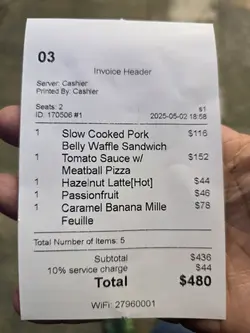 03
Invoice Header
Server: Cashier
Printed By: Cashier
Seats: 2 s1
ID: 170506 #1 2025-05-02 18:58
1 Slow Cooked Pork $116
Belly Waffle Sandwich
1 Tomato Sauce w/ $152
Meatball Pizza
1 Hazelnut Latte[Hot] $44
1 Passionfruit $46
1 Caramel Banana Mille $78
Feuille
Total Number of Items: 5
Subtotal $436
10% service charge $44
Total $480
WiFi: 27960001